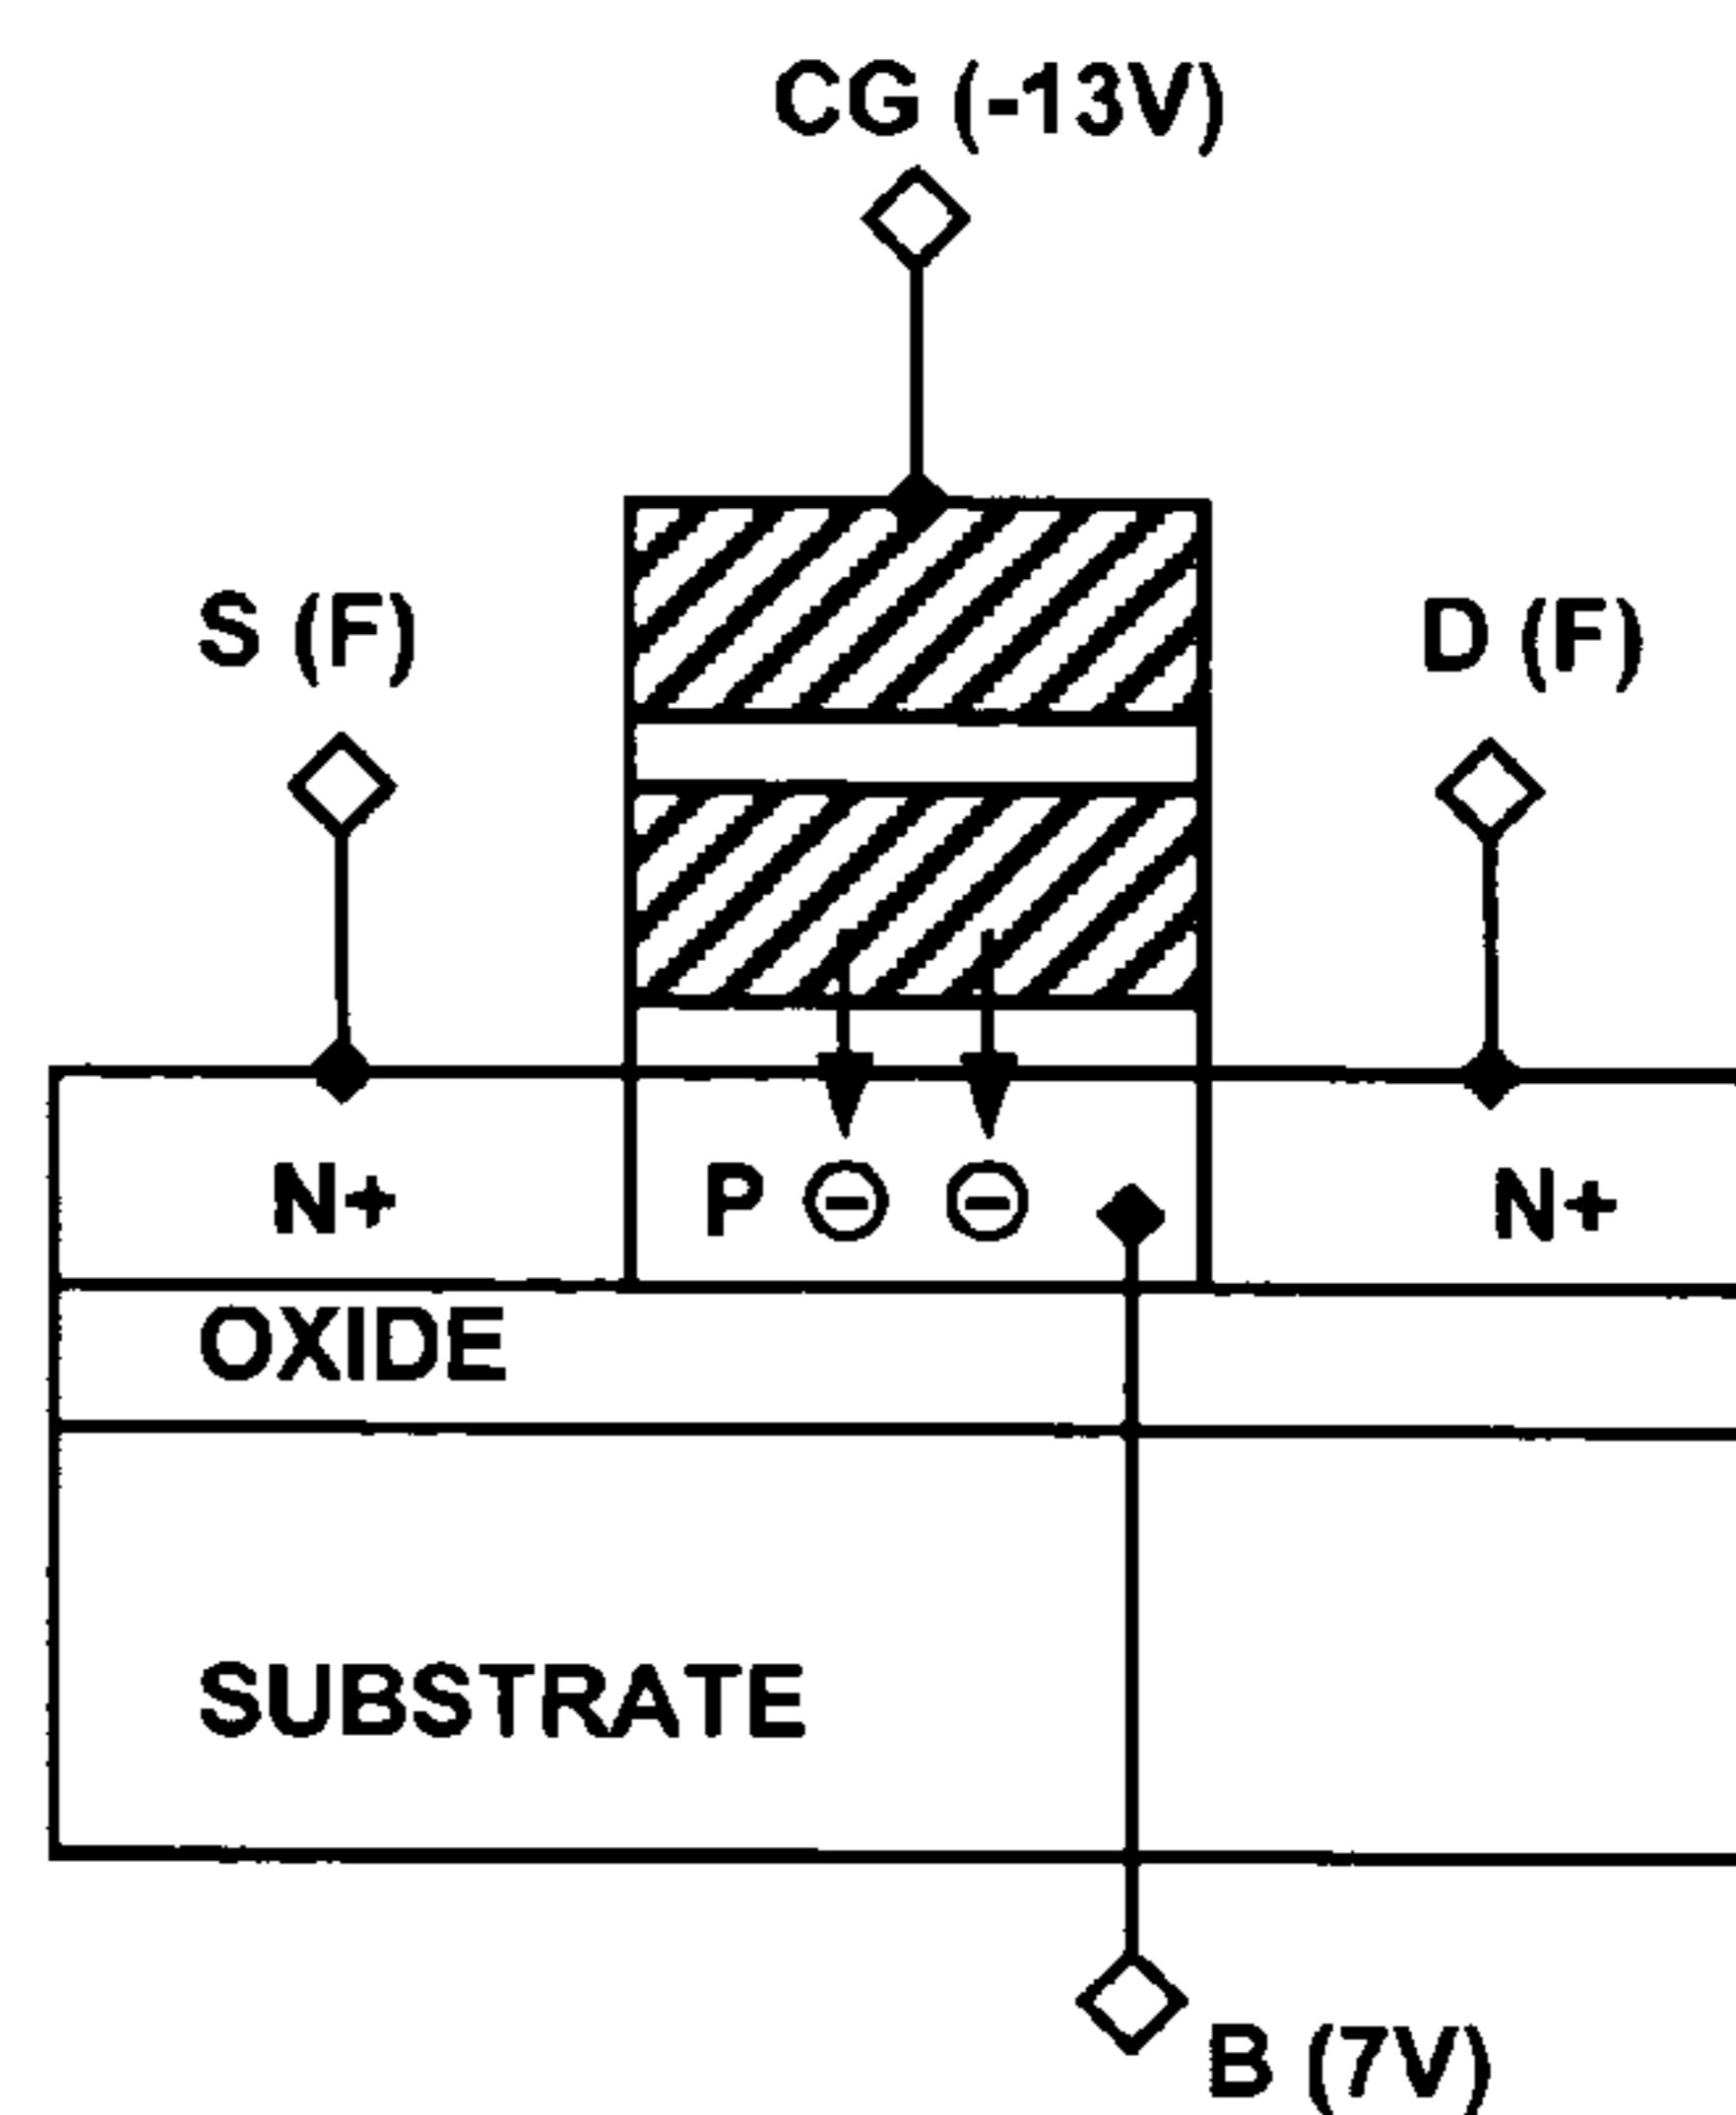 CG (-13V)
S (F)
D (F)
N+
P ⊖ ⊖
N+
OXIDE
SUBSTRATE
B (7V)